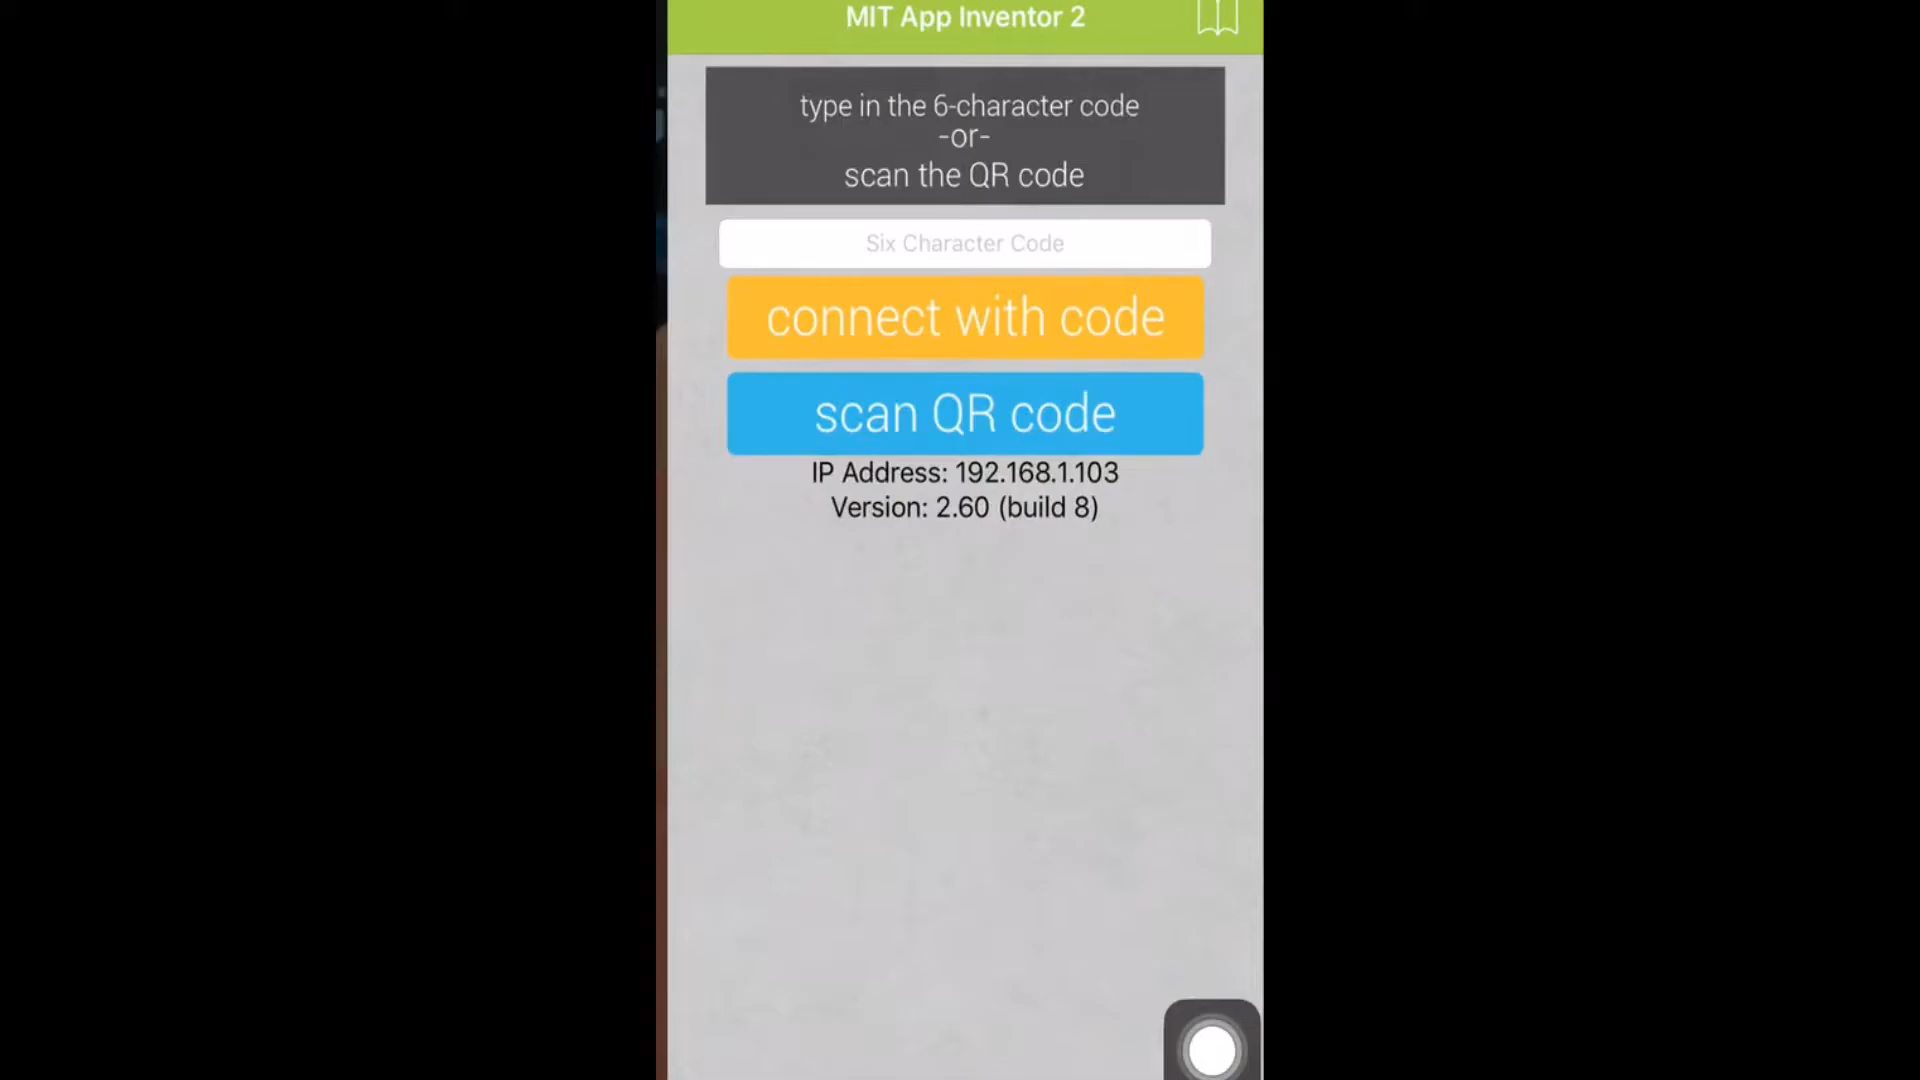 MIT App Inventor 2
type in the 6-character code
-or-
scan the QR code
Six Character Code
connect with code
scan QR code
IP Address: 192.168.1.103
Version: 2.60 (build 8)